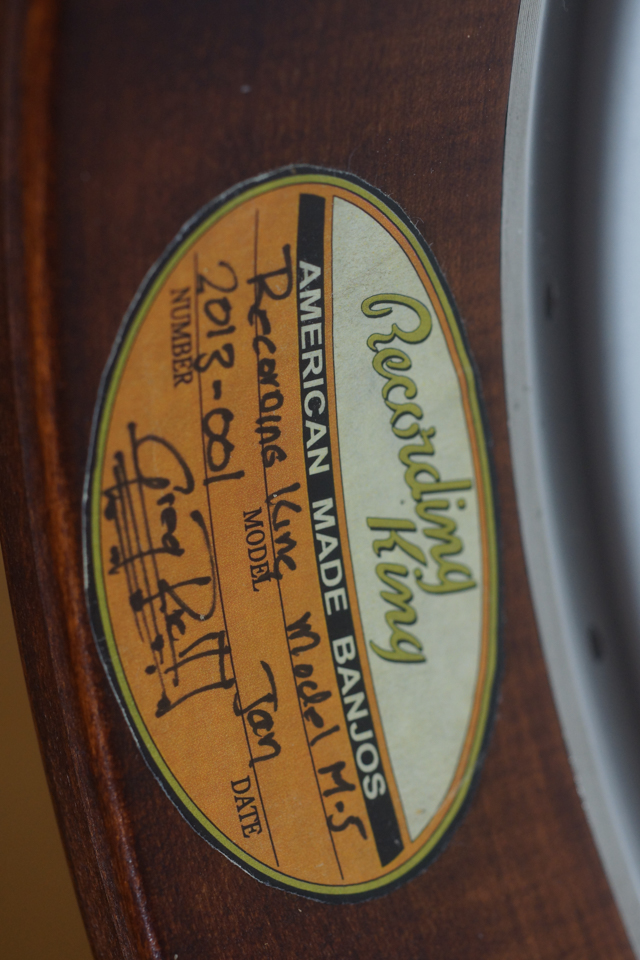 Recording
King
AMERICAN MADE BANJOS
Recording King Model M-5
MODEL
2013-001 Jan
NUMBER DATE
Greg Rich